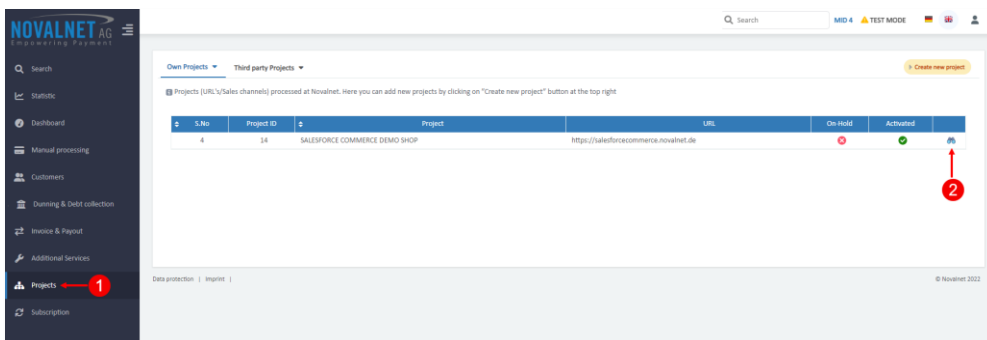 NOVALNET AG
Empowering Payment
Search
MID 4
TEST MODE
Search
Statistic
Dashboard
Manual processing
Customers
Dunning & Debt collection
Invoice & Payout
Additional Services
Projects
1
Subscription
Own Projects
Third party Projects
Create new project
Projects (URL's/Sales channels) processed at Novalnet. Here you can add new projects by clicking on "Create new project" button at the top right
S.No Project ID Project URL On-Hold Activated
4 14 SALESFORCE COMMERCE DEMO SHOP https://salesforcecommerce.novalnet.de
2
Data protection | Imprint |
© Novalnet 2022